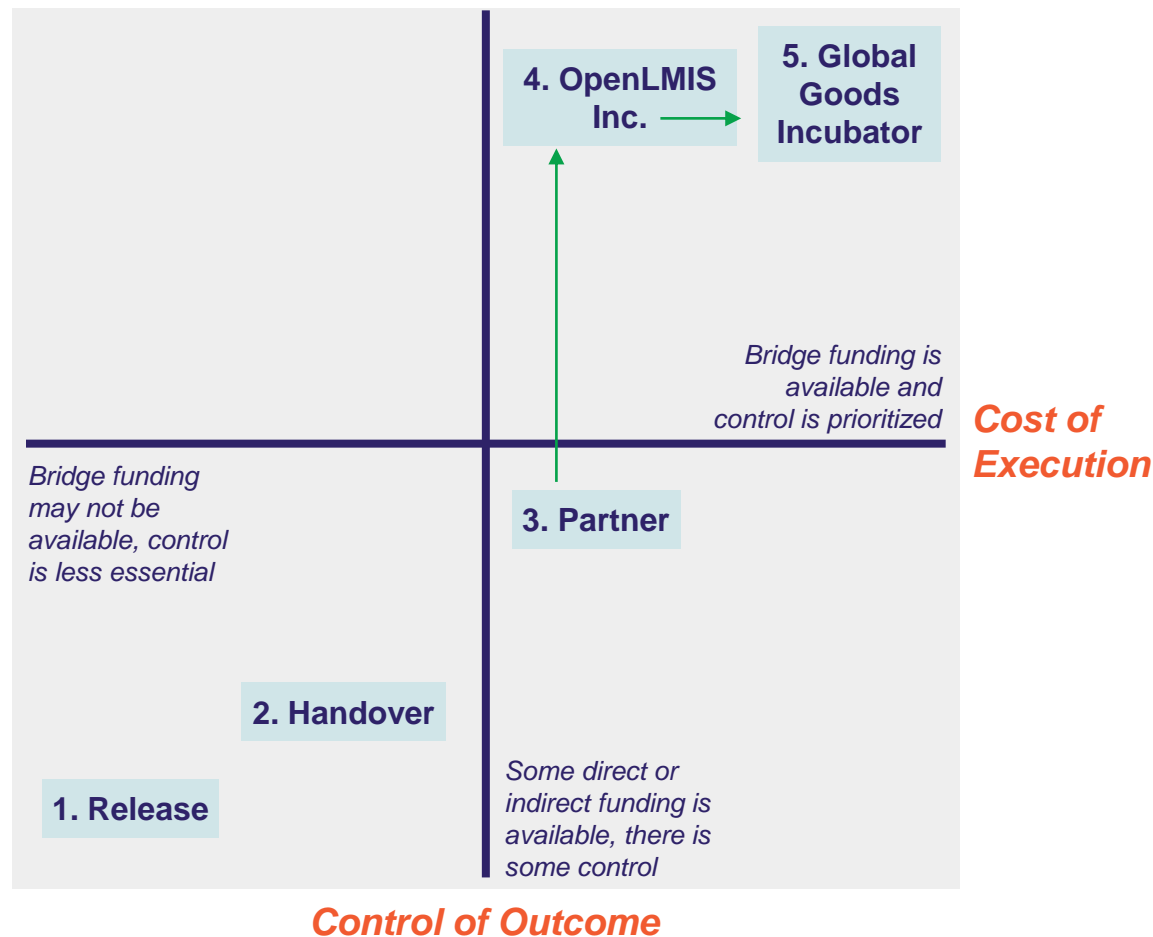 4. OpenLMIS
Inc.
5. Global
Goods
Incubator
Bridge funding is
available and
control is prioritized
Cost of
Execution
Bridge funding
may not be
available, control
is less essential
3. Partner
2. Handover
1. Release
Some direct or
indirect funding is
available, there is
some control
Control of Outcome